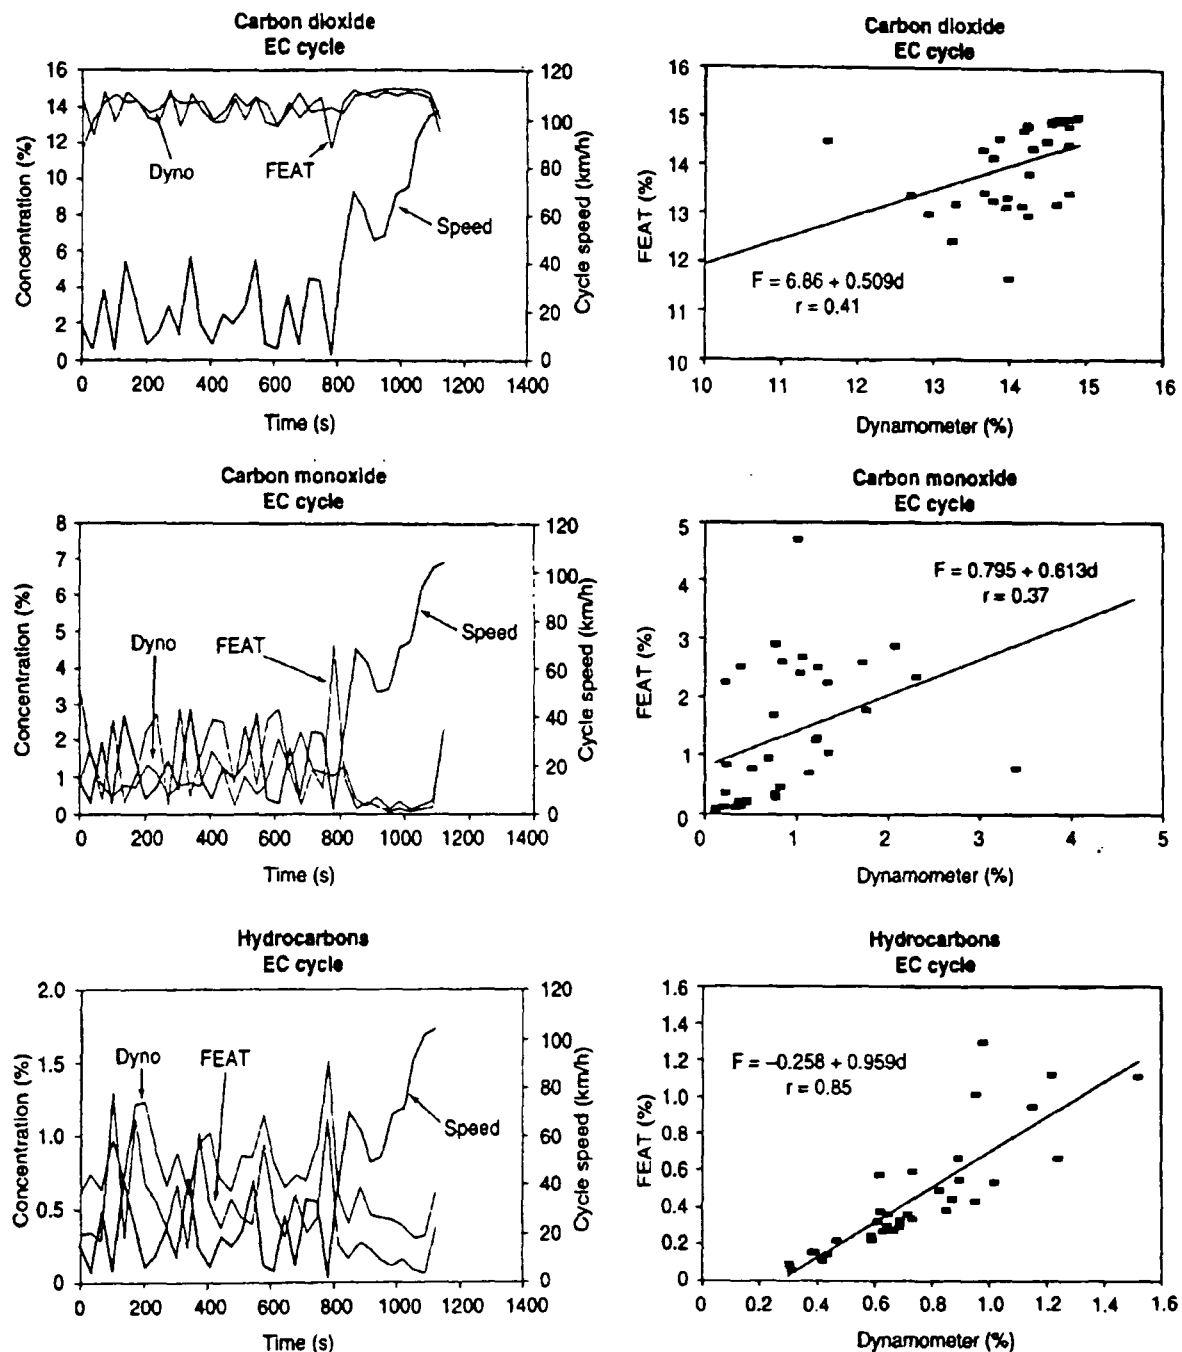 Carbon dioxide
EC cycle
16
14
12
10
8
6
4
2
0
Concentration (%)
120
100
80
60
40
20
0
Cycle speed (km/h)
Dyno
FEAT
Speed
0 200 400 600 800 1000 1200 1400
Time (s)
Carbon dioxide
EC cycle
16
15
14
13
12
11
10
FEAT (%)
F = 6.86 + 0.509d
r = 0.41
10 11 12 13 14 15 16
Dynamometer (%)
Carbon monoxide
EC cycle
8
7
6
5
4
3
2
1
0
Concentration (%)
120
100
80
60
40
20
0
Cycle speed (km/h)
Dyno
FEAT
Speed
0 200 400 600 800 1000 1200 1400
Time (s)
Carbon monoxide
EC cycle
5
4
3
2
1
0
FEAT (%)
F = 0.795 + 0.613d
r = 0.37
0 1 2 3 4 5
Dynamometer (%)
Hydrocarbons
EC cycle
2.0
1.5
1.0
0.5
0
Concentration (%)
120
100
80
60
40
20
0
Cycle speed (km/h)
Dyno
FEAT
Speed
0 200 400 600 800 1000 1200 1400
Time (s)
Hydrocarbons
EC cycle
1.6
1.4
1.2
1.0
0.8
0.6
0.4
0.2
0
FEAT (%)
F = –0.258 + 0.959d
r = 0.85
0 0.2 0.4 0.6 0.8 1.0 1.2 1.4 1.6
Dynamometer (%)